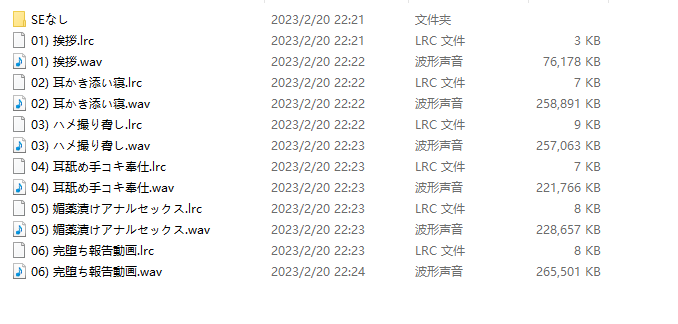 SEなし 2023/2/20 22:21 文件夹
01) 挨拶.lrc 2023/2/20 22:21 LRC 文件 3 KB
01) 挨拶.wav 2023/2/20 22:22 波形声音 76,178 KB
02) 耳かき添い寝.lrc 2023/2/20 22:22 LRC 文件 7 KB
02) 耳かき添い寝.wav 2023/2/20 22:22 波形声音 258,891 KB
03) ハメ撮り脅し.lrc 2023/2/20 22:22 LRC 文件 9 KB
03) ハメ撮り脅し.wav 2023/2/20 22:23 波形声音 257,063 KB
04) 耳舐め手コキ奉仕.lrc 2023/2/20 22:23 LRC 文件 7 KB
04) 耳舐め手コキ奉仕.wav 2023/2/20 22:23 波形声音 221,766 KB
05) 媚薬漬けアナルセックス.lrc 2023/2/20 22:23 LRC 文件 8 KB
05) 媚薬漬けアナルセックス.wav 2023/2/20 22:23 波形声音 228,657 KB
06) 完堕ち報告動画.lrc 2023/2/20 22:23 LRC 文件 8 KB
06) 完堕ち報告動画.wav 2023/2/20 22:24 波形声音 265,501 KB